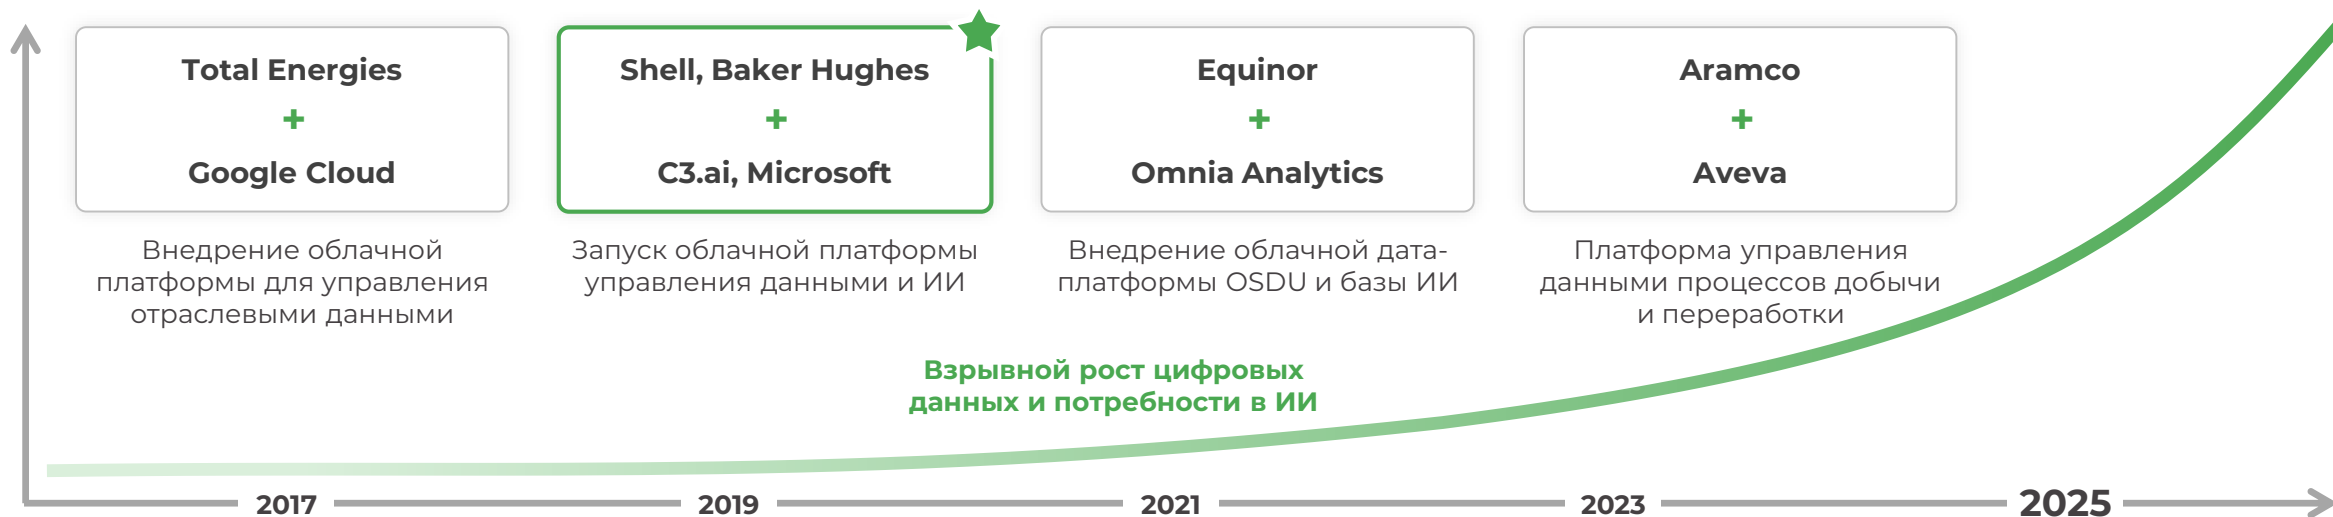 Total Energies
+
Google Cloud
Внедрение облачной
платформы для управления
отраслевыми данными
Shell, Baker Hughes
+
C3.ai, Microsoft
Запуск облачной платформы
управления данными и ИИ
Equinor
+
Omnia Analytics
Внедрение облачной дата-
платформы OSDU и базы ИИ
Aramco
+
Aveva
Платформа управления
данными процессов добычи
и переработки
Взрывной рост цифровых
данных и потребности в ИИ
2017
2019
2021
2023
2025